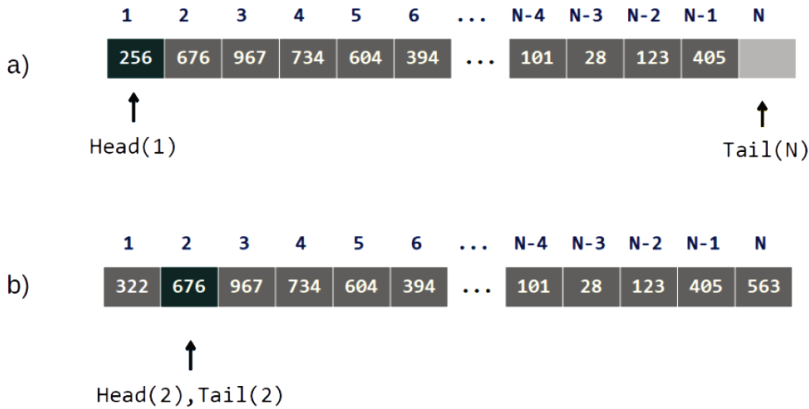 1 2 3 4 5 6 ... N-4 N-3 N-2 N-1 N
a) 256 676 967 734 604 394 ... 101 28 123 405
Head(1) Tail(N)
1 2 3 4 5 6 ... N-4 N-3 N-2 N-1 N
b) 322 676 967 734 604 394 ... 101 28 123 405 563
Head(2),Tail(2)